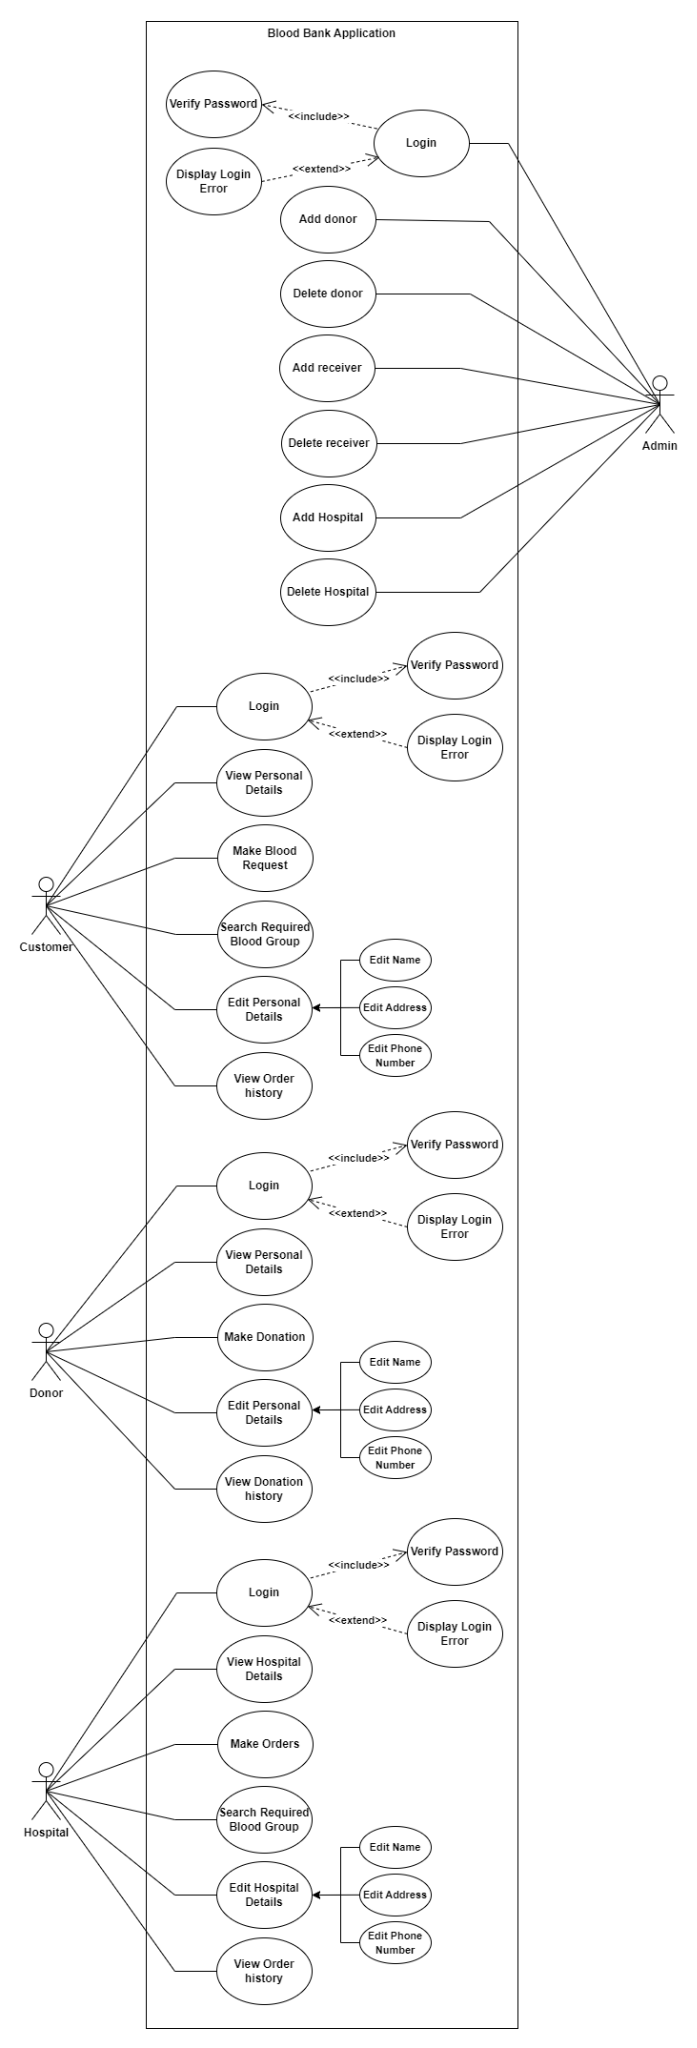 Blood Bank Application
Verify Password
<<include>>
Login
Display Login
Error
<<extend>>
Add donor
Delete donor
Add receiver
Delete receiver
Admin
Add Hospital
Delete Hospital
Verify Password
<<include>>
Login
<<extend>>
Display Login
Error
View Personal
Details
Make Blood
Request
Customer
Search Required
Blood Group
Edit Personal
Details
Edit Name
Edit Address
Edit Phone
Number
View Order
history
Verify Password
<<include>>
Login
<<extend>>
Display Login
Error
View Personal
Details
Make Donation
Donor
Edit Personal
Details
Edit Name
Edit Address
Edit Phone
Number
View Donation
history
Verify Password
<<include>>
Login
<<extend>>
Display Login
Error
View Hospital
Details
Make Orders
Hospital
Search Required
Blood Group
Edit Hospital
Details
Edit Name
Edit Address
Edit Phone
Number
View Order
history